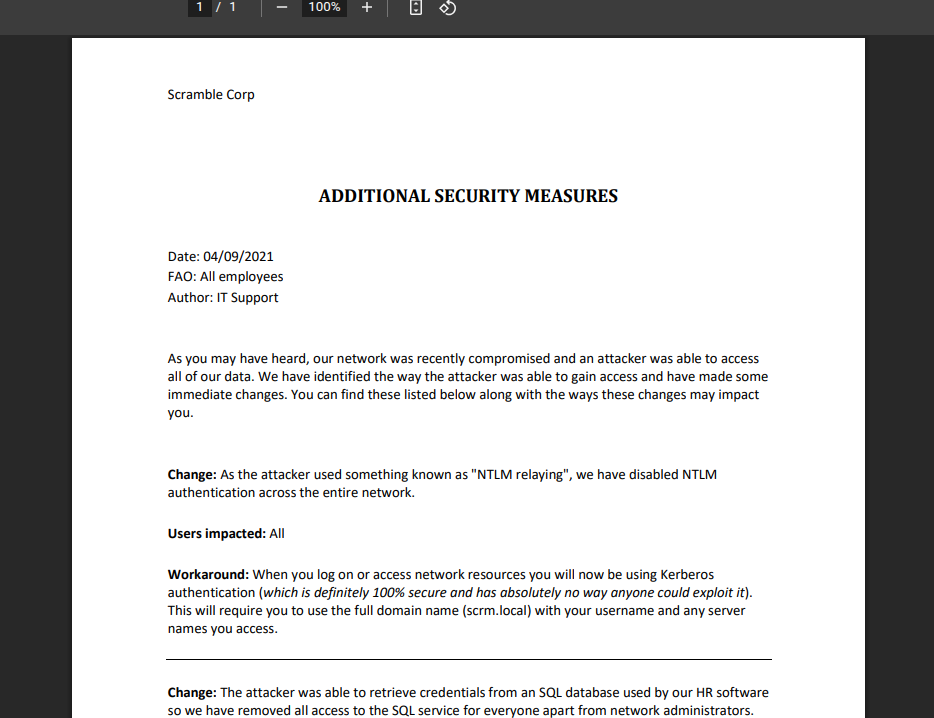 1 / 1 — 100% +
Scramble Corp
ADDITIONAL SECURITY MEASURES
Date: 04/09/2021
FAO: All employees
Author: IT Support
As you may have heard, our network was recently compromised and an attacker was able to access
all of our data. We have identified the way the attacker was able to gain access and have made some
immediate changes. You can find these listed below along with the ways these changes may impact
you.
Change: As the attacker used something known as "NTLM relaying", we have disabled NTLM
authentication across the entire network.
Users impacted: All
Workaround: When you log on or access network resources you will now be using Kerberos
authentication (which is definitely 100% secure and has absolutely no way anyone could exploit it).
This will require you to use the full domain name (scrm.local) with your username and any server
names you access.
Change: The attacker was able to retrieve credentials from an SQL database used by our HR software
so we have removed all access to the SQL service for everyone apart from network administrators.